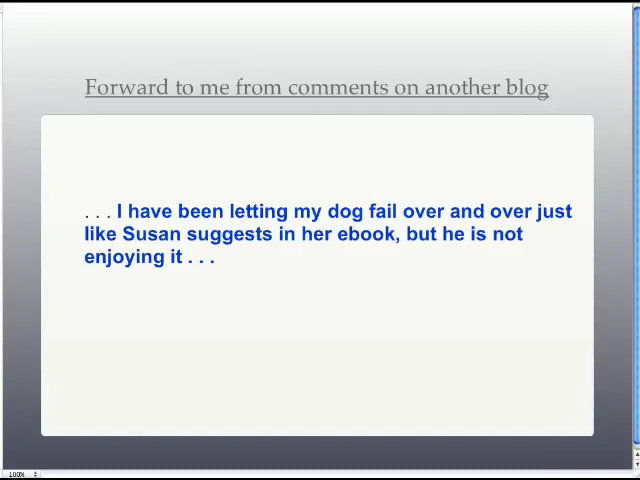 Forward to me from comments on another blog
. . . I have been letting my dog fail over and over just
like Susan suggests in her ebook, but he is not
enjoying it . . .
100%